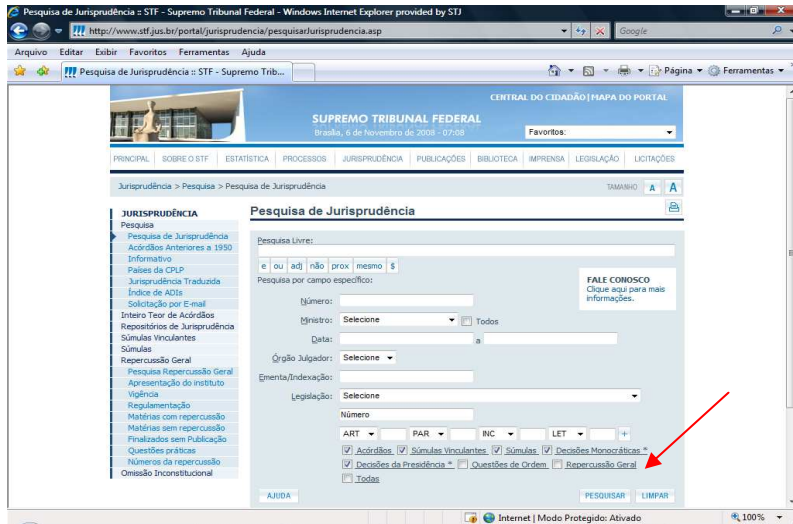 Pesquisa de Jurisprudência :: STF - Supremo Tribunal Federal - Windows Internet Explorer provided by STJ
http://www.stf.jus.br/portal/jurisprudencia/pesquisarJurisprudencia.asp
Google
Arquivo Editar Exibir Favoritos Ferramentas Ajuda
Pesquisa de Jurisprudência :: STF - Supremo Trib...
Página Ferramentas
CENTRAL DO CIDADÃO | MAPA DO PORTAL
SUPREMO TRIBUNAL FEDERAL
Brasília, 6 de Novembro de 2008 - 07:08
Favoritos:
PRINCIPAL SOBRE O STF ESTATÍSTICA PROCESSOS JURISPRUDÊNCIA PUBLICAÇÕES BIBLIOTECA IMPRENSA LEGISLAÇÃO LICITAÇÕES
Jurisprudência > Pesquisa > Pesquisa de Jurisprudência
TAMANHO A A
JURISPRUDÊNCIA
Pesquisa
Pesquisa de Jurisprudência
Acórdãos Anteriores a 1950
Informativo
Países da CPLP
Jurisprudência Traduzida
Índice de ADIs
Solicitação por E-mail
Inteiro Teor de Acórdãos
Repositórios de Jurisprudência
Súmulas Vinculantes
Súmulas
Repercussão Geral
Pesquisa Repercussão Geral
Apresentação do instituto
Vigência
Regulamentação
Matérias com repercussão
Matérias sem repercussão
Finalizados sem Publicação
Questões práticas
Números da repercussão
Omissão Inconstitucional
Pesquisa de Jurisprudência
Pesquisa Livre:
e ou adj não prox mesmo $
Pesquisa por campo específico:
FALE CONOSCO
Clique aqui para mais
informações.
Número:
Ministro: Selecione Todos
Data: a
Órgão Julgador: Selecione
Ementa/Indexação:
Legislação: Selecione
Número
ART PAR INC LET +
Acórdãos Súmulas Vinculantes Súmulas Decisões Monocráticas *
Decisões da Presidência * Questões de Ordem Repercussão Geral
Todas
AJUDA PESQUISAR LIMPAR
Internet | Modo Protegido: Ativado 100%